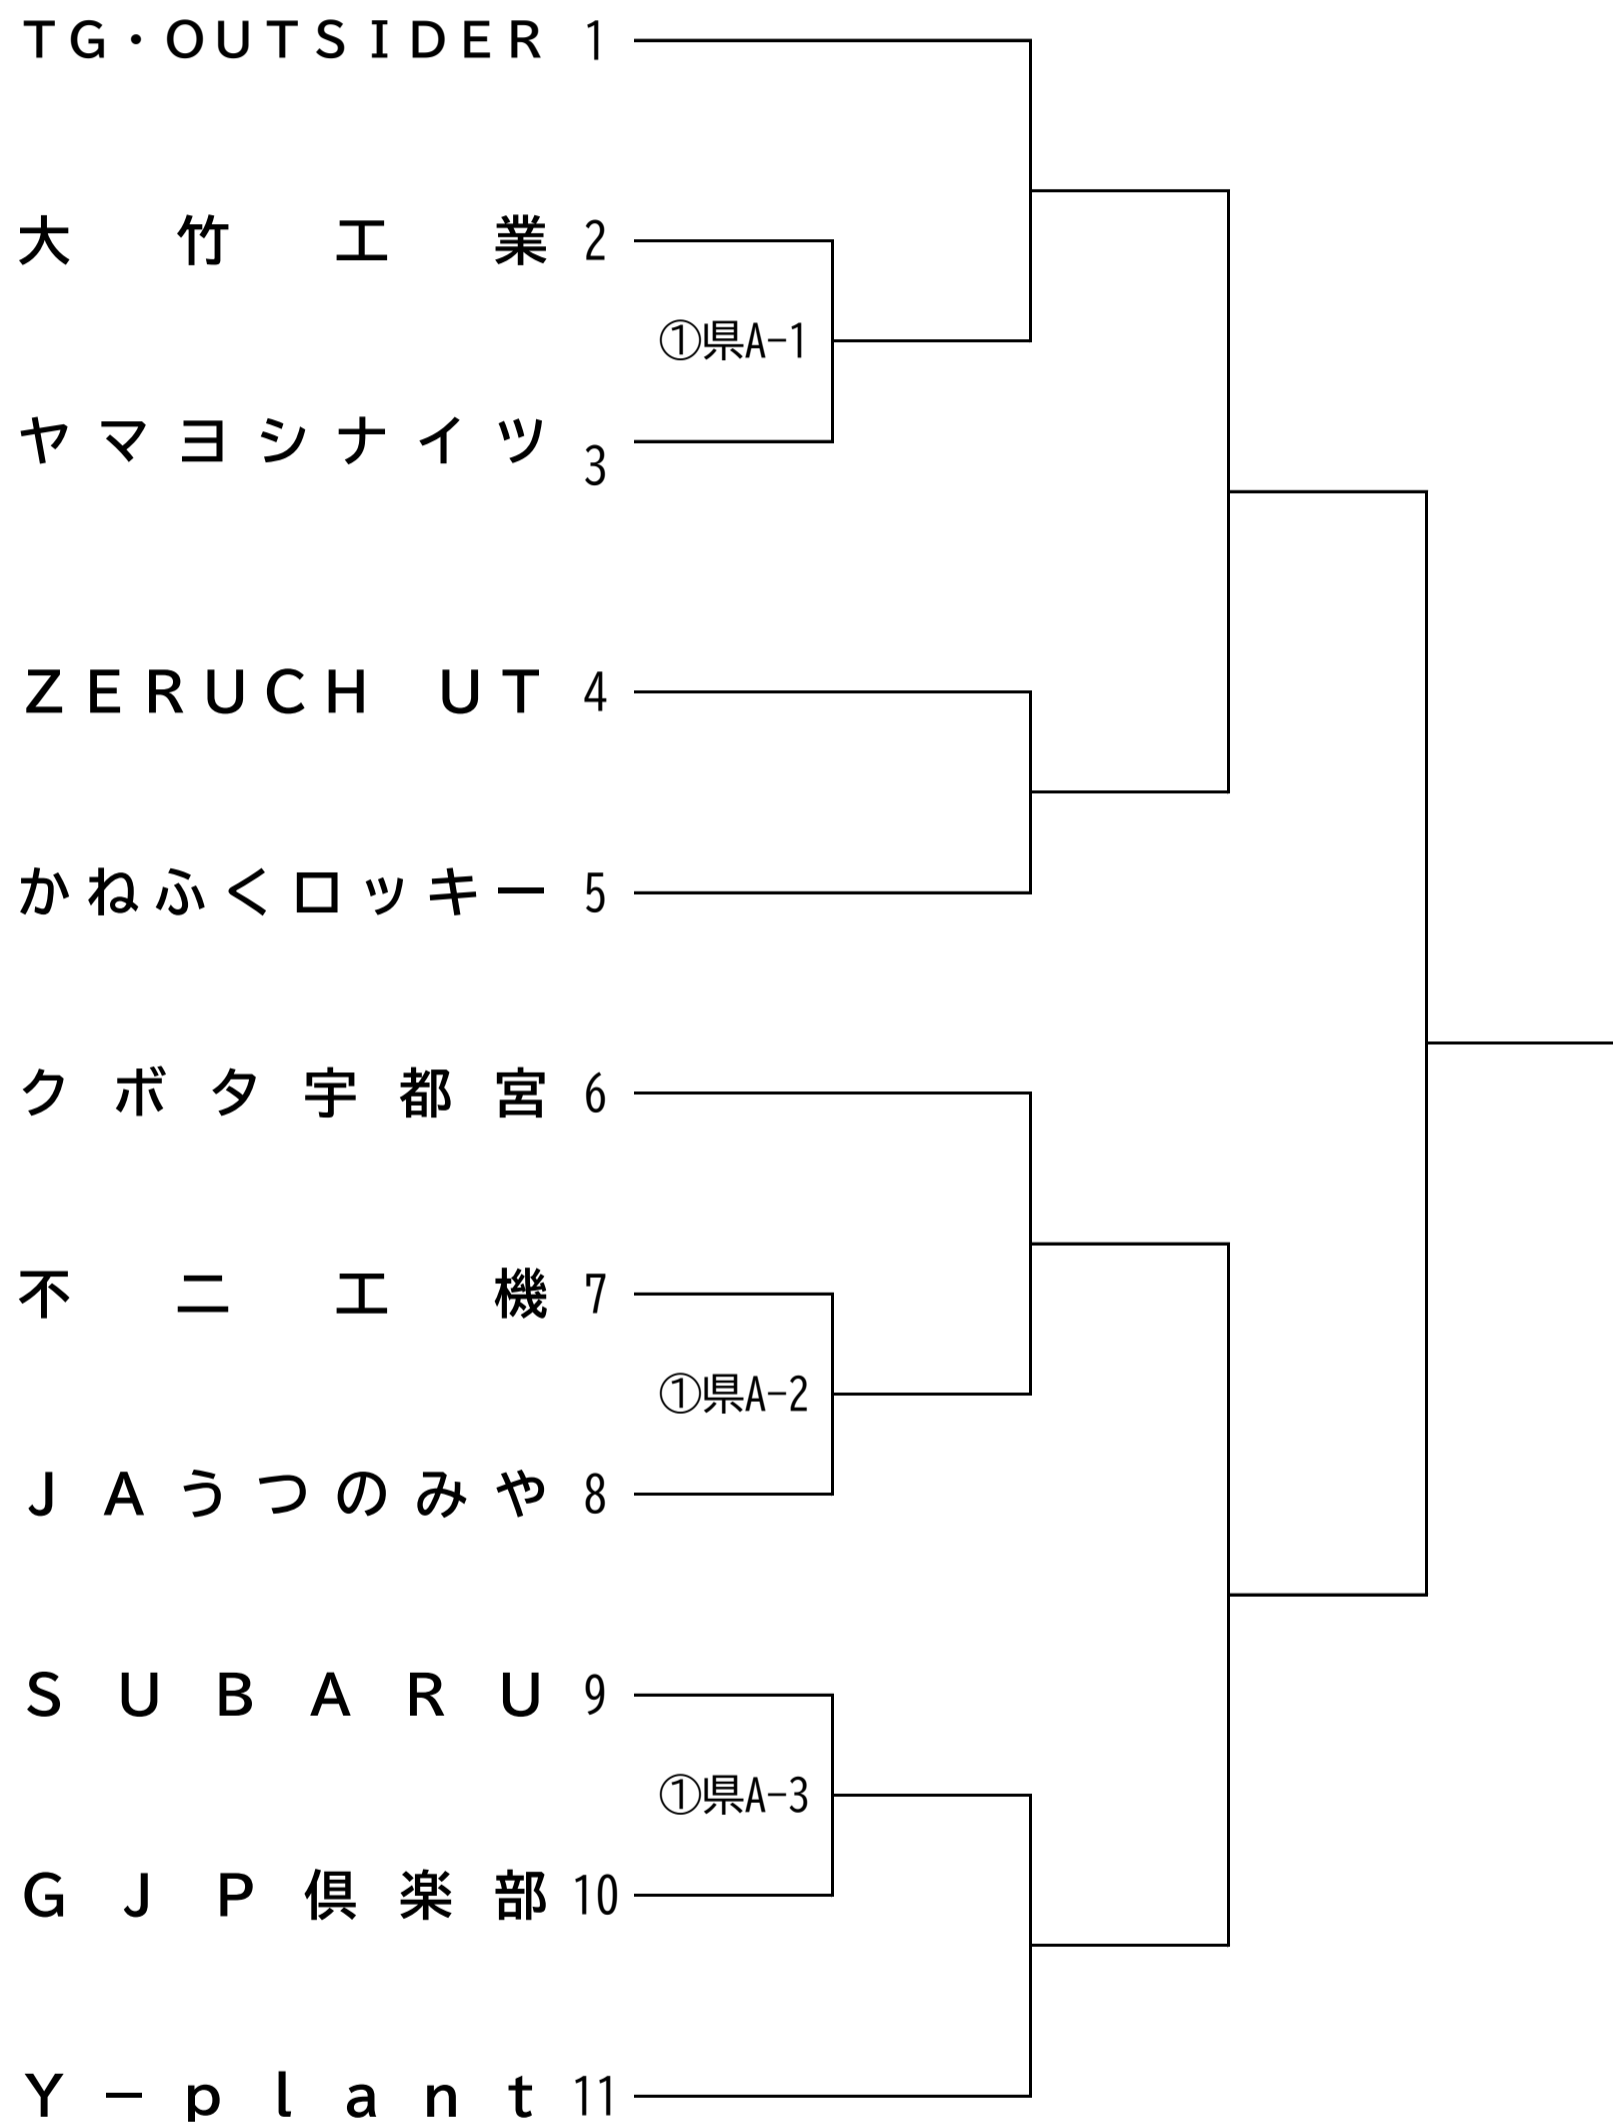 TG・OUTSIDER 1
大竹工業 2
①県A-1
ヤマヨシナイツ 3
ZERUCH UT 4
かねふくロッキー 5
クボタ宇都宮 6
不二工機 7
①県A-2
JAうつのみや 8
SUBARU 9
①県A-3
GJP倶楽部 10
Y-plant 11